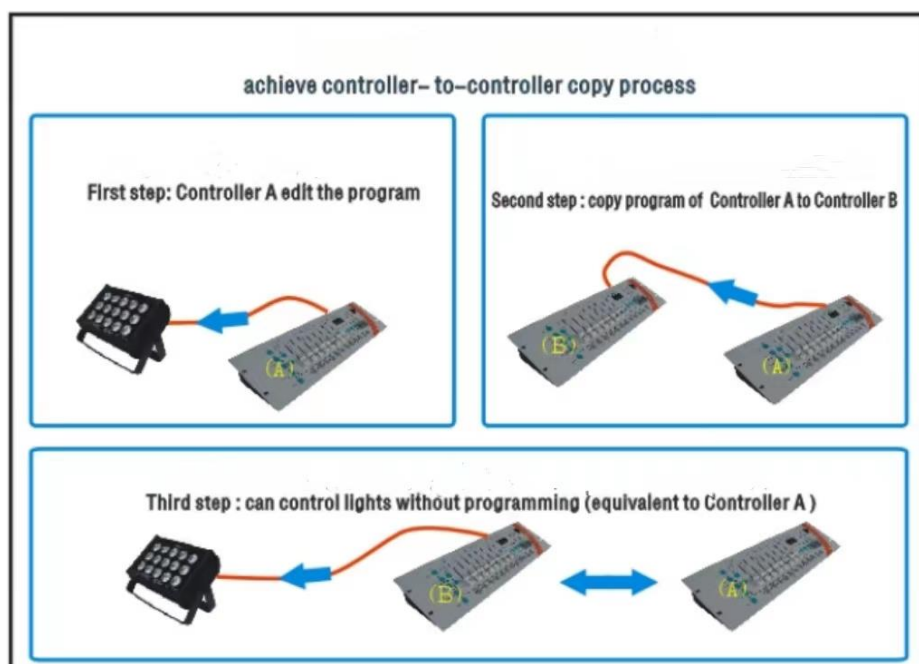 achieve controller– to–controller copy process
First step: Controller A edit the program
Second step : copy program of Controller A to Controller B
(A)
(B)
(A)
Third step : can control lights without programming (equivalent to Controller A )
(B)
(A)